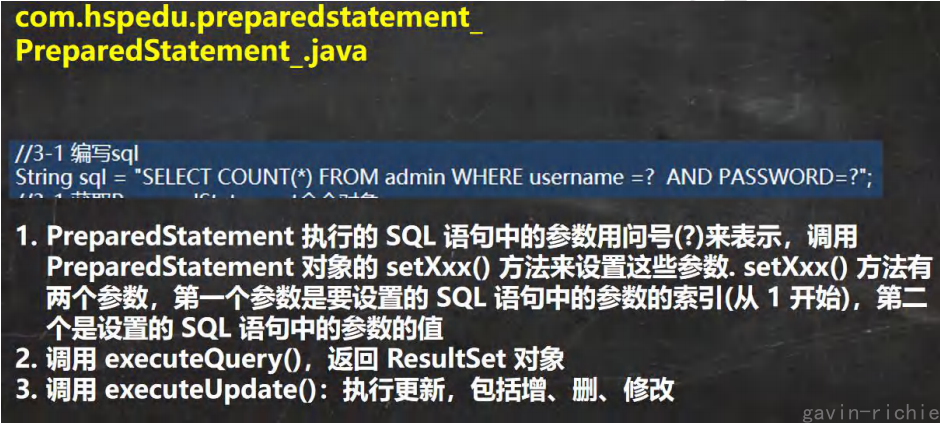 com.hspedu.preparedstatement_
PreparedStatement_.java
//3-1 编写sql
String sql = "SELECT COUNT(*) FROM admin WHERE username =? AND PASSWORD=?";
1. PreparedStatement 执行的 SQL 语句中的参数用问号(?)来表示，调用
PreparedStatement 对象的 setXxx() 方法来设置这些参数. setXxx() 方法有
两个参数，第一个参数是要设置的 SQL 语句中的参数的索引(从 1 开始)，第二
个是设置的 SQL 语句中的参数的值
2. 调用 executeQuery()，返回 ResultSet 对象
3. 调用 executeUpdate()：执行更新，包括增、删、修改
gavin-richie